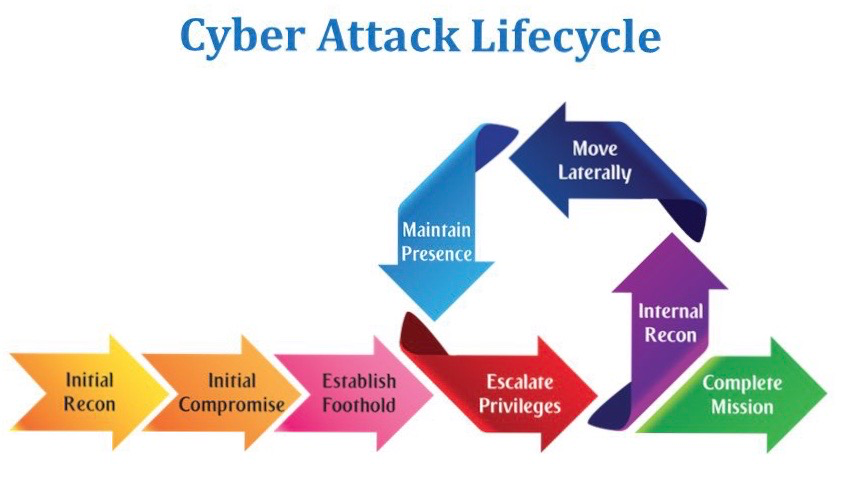 Cyber Attack Lifecycle
Move
Laterally
Maintain
Presence
Internal
Recon
Initial
Recon
Initial
Compromise
Establish
Foothold
Escalate
Privileges
Complete
Mission